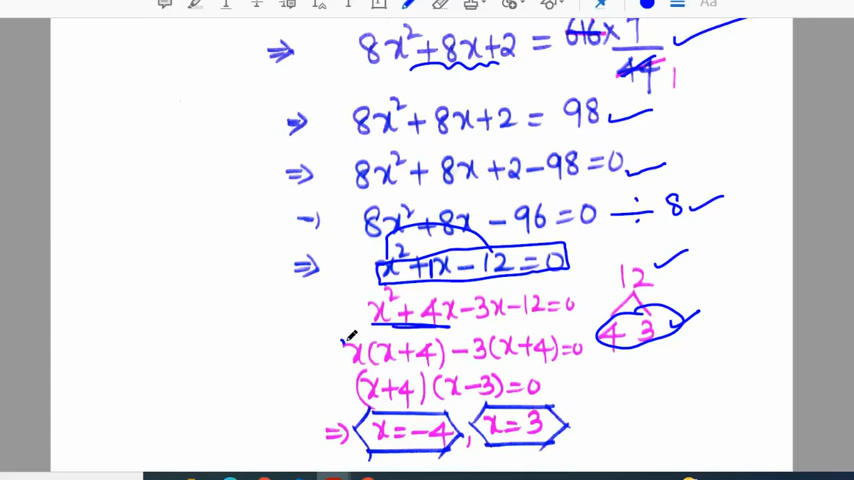 ⇒ 8x²+8x+2 = 616×7/44 1
⇒ 8x²+8x+2 = 98
⇒ 8x²+8x+2-98=0
→ 8x²+8x-96=0 ÷ 8
⇒ x²+1x-12=0
12
x²+4x-3x-12=0
4 3
x(x+4)-3(x+4)=0
(x+4)(x-3)=0
⇒ x=-4, x=3